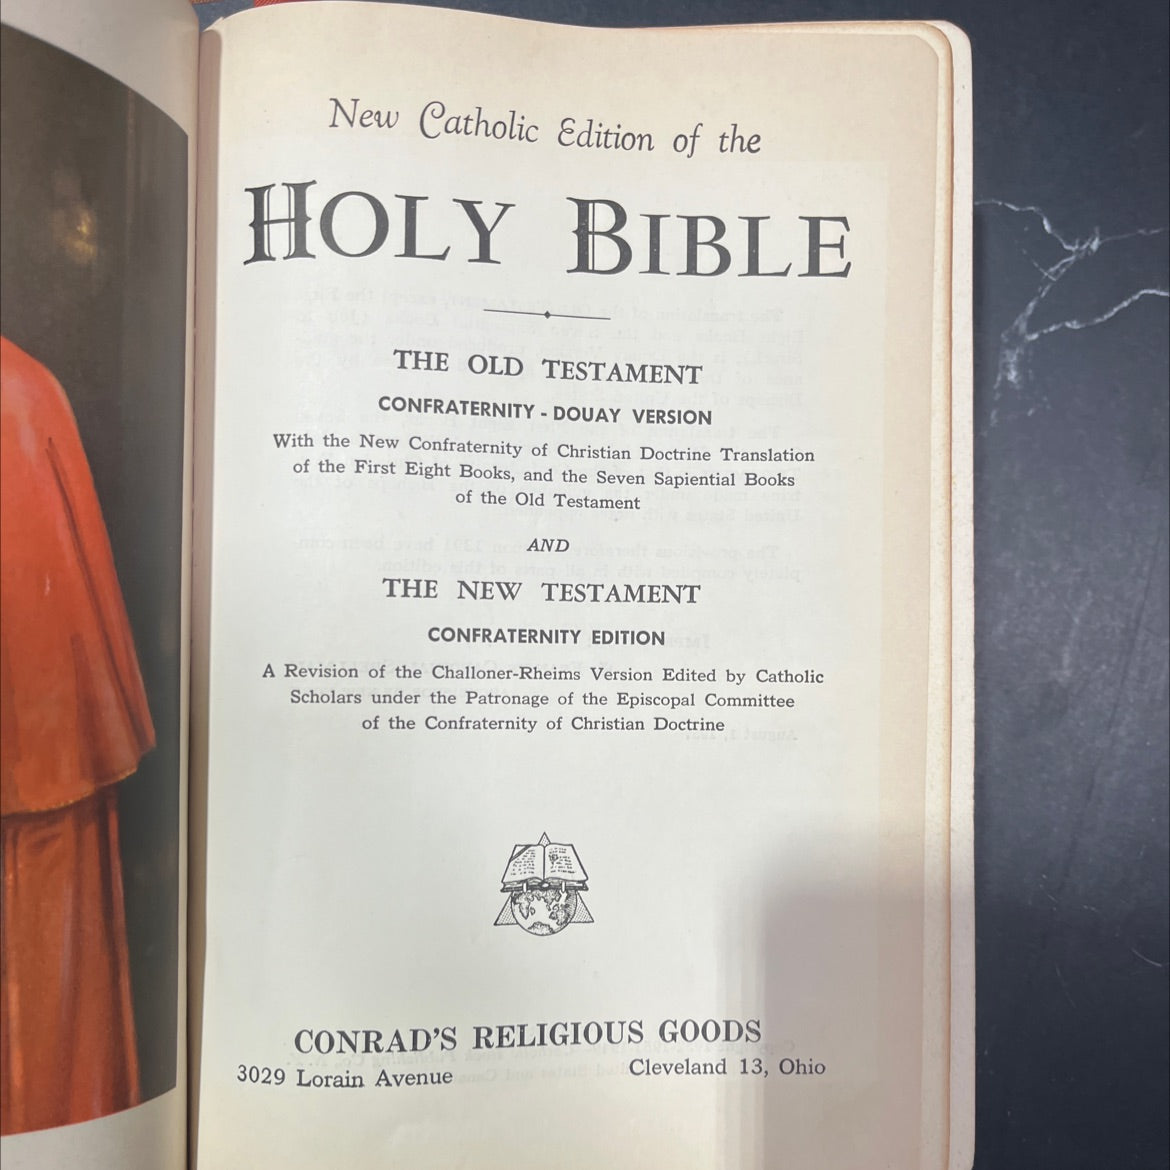 New Catholic Edition of the
HOLY BIBLE
THE OLD TESTAMENT
CONFRATERNITY - DOUAY VERSION
With the New Confraternity of Christian Doctrine Translation
of the First Eight Books, and the Seven Sapiential Books
of the Old Testament
AND
THE NEW TESTAMENT
CONFRATERNITY EDITION
A Revision of the Challoner-Rheims Version Edited by Catholic
Scholars under the Patronage of the Episcopal Committee
of the Confraternity of Christian Doctrine
CONRAD'S RELIGIOUS GOODS
3029 Lorain Avenue Cleveland 13, Ohio